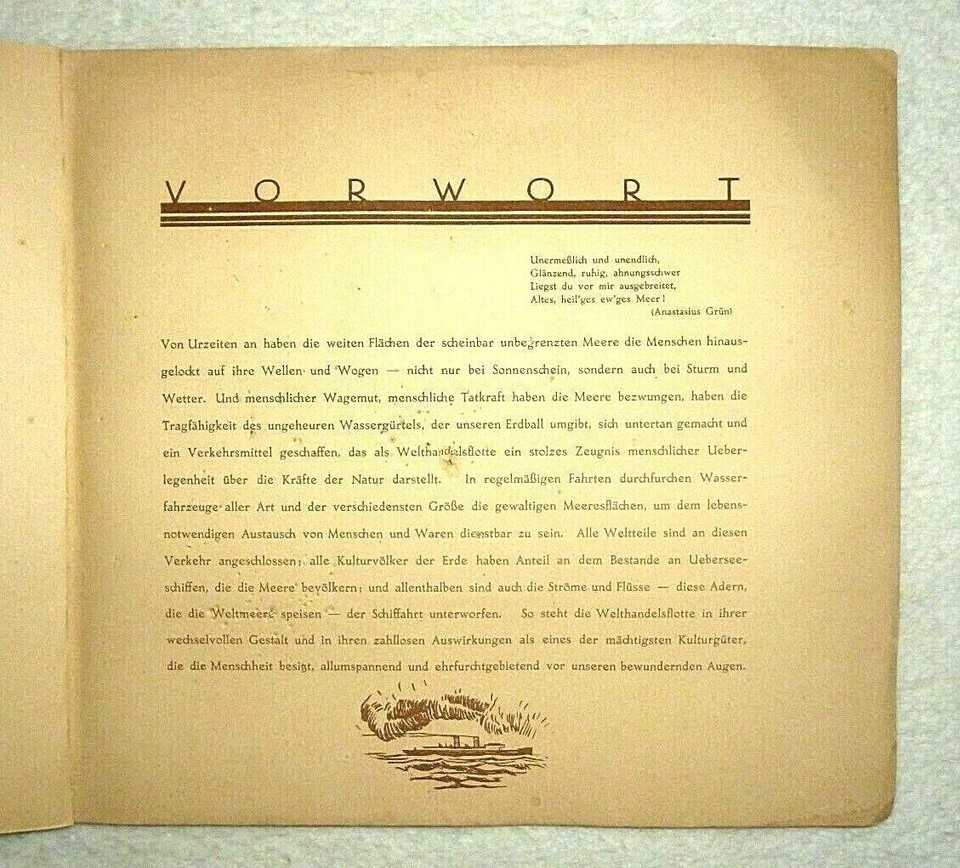 VORWORT
Unermeßlich und unendlich,
Glänzend, ruhig, ahnungsschwer
Liegst du vor mir ausgebreitet,
Altes, heil'ges ew'ges Meer!
(Anastasius Grün)
Von Urzeiten an haben die weiten Flächen der scheinbar unbegrenzten Meere die Menschen hinaus-
gelockt auf ihre Wellen und Wogen — nicht nur bei Sonnenschein, sondern auch bei Sturm und
Wetter. Und menschlicher Wagemut, menschliche Tatkraft haben die Meere bezwungen, haben die
Tragfähigkeit des ungeheuren Wassergürtels, der unseren Erdball umgibt, sich untertan gemacht und
ein Verkehrsmittel geschaffen, das als Welthandelsflotte ein stolzes Zeugnis menschlicher Ueber-
legenheit über die Kräfte der Natur darstellt. In regelmäßigen Fahrten durchfurchen Wasser-
fahrzeuge aller Art und der verschiedensten Größe die gewaltigen Meeresflächen, um dem lebens-
notwendigen Austausch von Menschen und Waren dienstbar zu sein. Alle Weltteile sind an diesen
Verkehr angeschlossen; alle Kulturvölker der Erde haben Anteil an dem Bestande an Uebersee-
schiffen, die die Meere bevölkern; und allenthalben sind auch die Ströme und Flüsse — diese Adern,
die die Weltmeere speisen — der Schiffahrt unterworfen. So steht die Welthandelsflotte in ihrer
wechselvollen Gestalt und in ihren zahllosen Auswirkungen als eines der mächtigsten Kulturgüter,
die die Menschheit besitzt, allumspannend und ehrfurchtgebietend vor unseren bewundernden Augen.